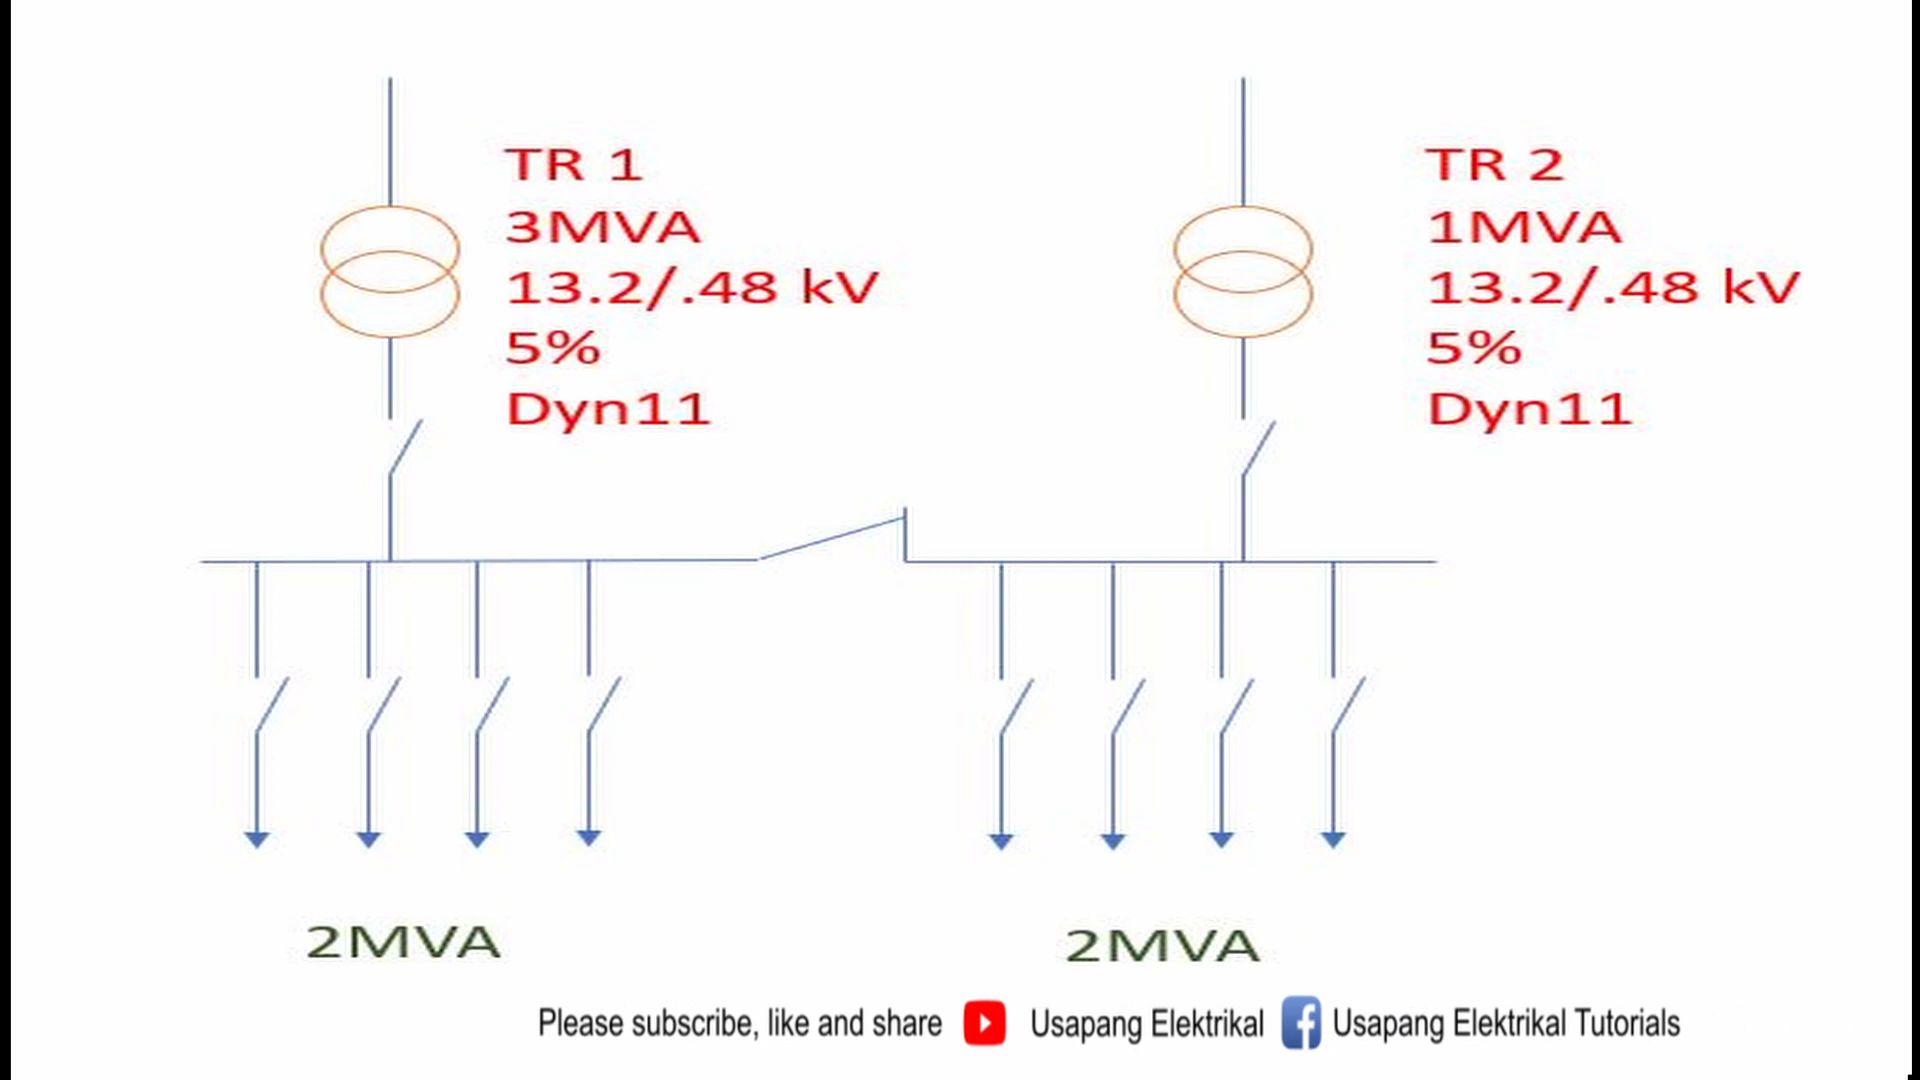 TR 1
3MVA
13.2/.48 kV
5%
Dyn11
TR 2
1MVA
13.2/.48 kV
5%
Dyn11
2MVA
2MVA
Please subscribe, like and share Usapang Elektrikal f Usapang Elektrikal Tutorials